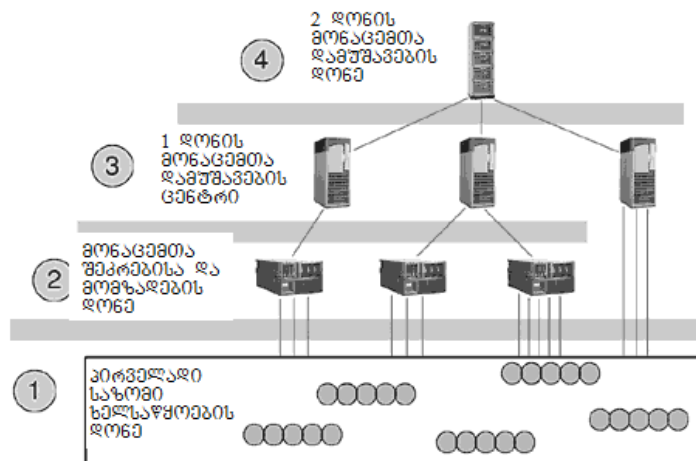 4
2 დონის
მონაცემთა
დამუშავების
დონე
3
1 დონის
მონაცემთა
დამუშავების
ცენტრი
2
მონაცემთა
შეკრებისა და
მომზადების
დონე
1
პირველადი
საზომი
ხელსაწყოების
დონე